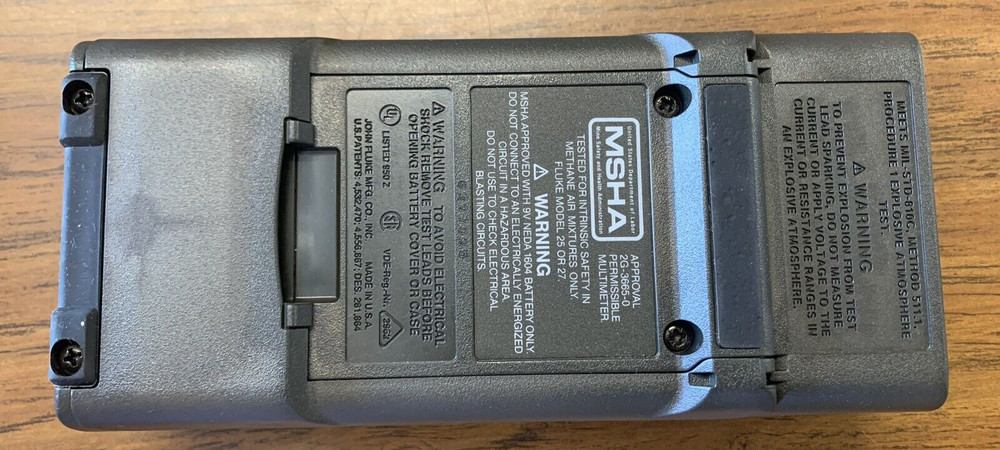 MEETS MIL-STD-810C, METHOD 511.1,
PROCEDURE 1 EXPLOSIVE ATMOSPHERE
TEST.
⚠ WARNING
TO PREVENT EXPLOSION FROM TEST
LEAD SPARKING, DO NOT MEASURE
CURRENT OR APPLY VOLTAGE TO THE
CURRENT OR RESISTANCE RANGES IN
AN EXPLOSIVE ATMOSPHERE.
United States Department of Labor
MSHA
Mine Safety and Health Administration
APPROVAL
2G-3665-0
PERMISSIBLE
MULTIMETER
TESTED FOR INTRINSIC SAFETY IN
METHANE AIR MIXTURES ONLY.
FLUKE MODEL 25 OR 27.
⚠ WARNING
MSHA APPROVED WITH 9V NEDA 1604 BATTERY ONLY.
DO NOT CONNECT TO AN ELECTRICALLY ENERGIZED
CIRCUIT IN A HAZARDOUS AREA
DO NOT USE TO CHECK ELECTRICAL
BLASTING CIRCUITS.
⚠ WARNING TO AVOID ELECTRICAL
SHOCK REMOVE TEST LEADS BEFORE
OPENING BATTERY COVER OR CASE
UL LISTED 950 Z
VDE-Reg.-Nr.
JOHN FLUKE MFG. CO., INC. MADE IN U.S.A.
U.S. PATENTS: 4,532,470; 4,556,867; DES. 281,864